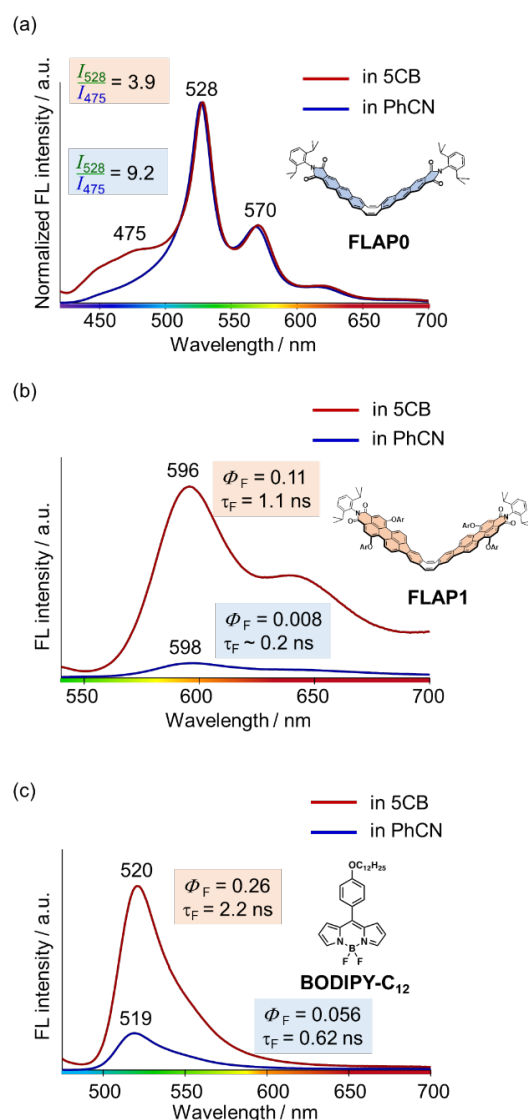 (a)
I528
I475
= 3.9
528
in 5CB
in PhCN
I528
I475
= 9.2
475
570
N
O
O
O
N
O
FLAP0
Normalized FL intensity / a.u.
450 500 550 600 650 700
Wavelength / nm
(b)
in 5CB
in PhCN
596
ΦF = 0.11
τF = 1.1 ns
N
O
O
OAr
ArO
OAr
ArO
O
N
O
FLAP1
ΦF = 0.008
τF ~ 0.2 ns
598
FL intensity / a.u.
550 600 650 700
Wavelength / nm
(c)
in 5CB
in PhCN
520
ΦF = 0.26
τF = 2.2 ns
OC12H25
N
N
B
F
F
BODIPY-C12
519
ΦF = 0.056
τF = 0.62 ns
FL intensity / a.u.
500 550 600 650 700
Wavelength / nm